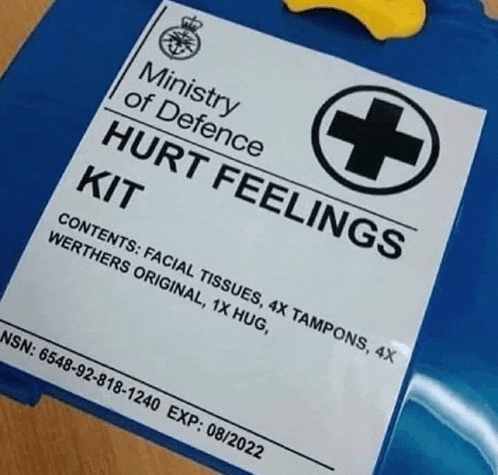 Ministry
of Defence
HURT FEELINGS
KIT
CONTENTS: FACIAL TISSUES, 4X TAMPONS, 4X
WERTHERS ORIGINAL, 1X HUG,
NSN: 6548-92-818-1240 EXP: 08/2022